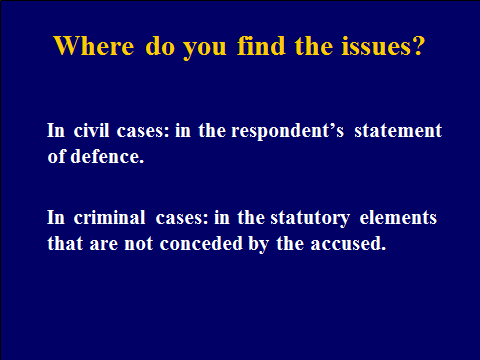 Where do you find the issues?
In civil cases: in the respondent’s statement
of defence.
In criminal cases: in the statutory elements
that are not conceded by the accused.